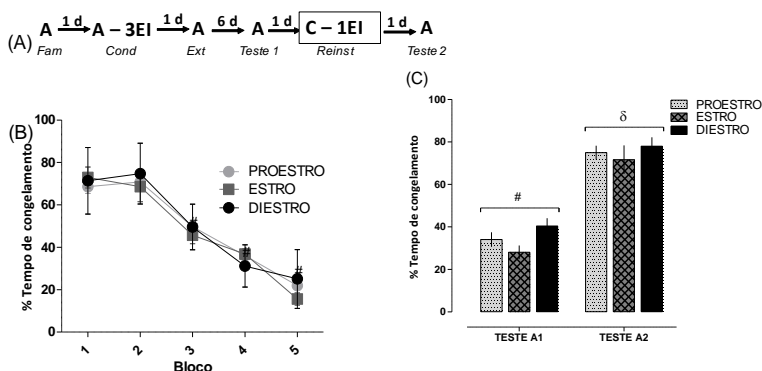 (A)
1 d 1 d 6 d 1 d 1 d
A A – 3EI A A C – 1EI A
Fam Cond Ext Teste 1 Reinst Teste 2
(B)
% Tempo de congelamento
100
80
60
40
20
0
PROESTRO
ESTRO
DIESTRO
# # #
1 2 3 4 5
Bloco
(C)
% Tempo de congelamento
100
80
60
40
20
0
PROESTRO
ESTRO
DIESTRO
#
δ
TESTE A1 TESTE A2